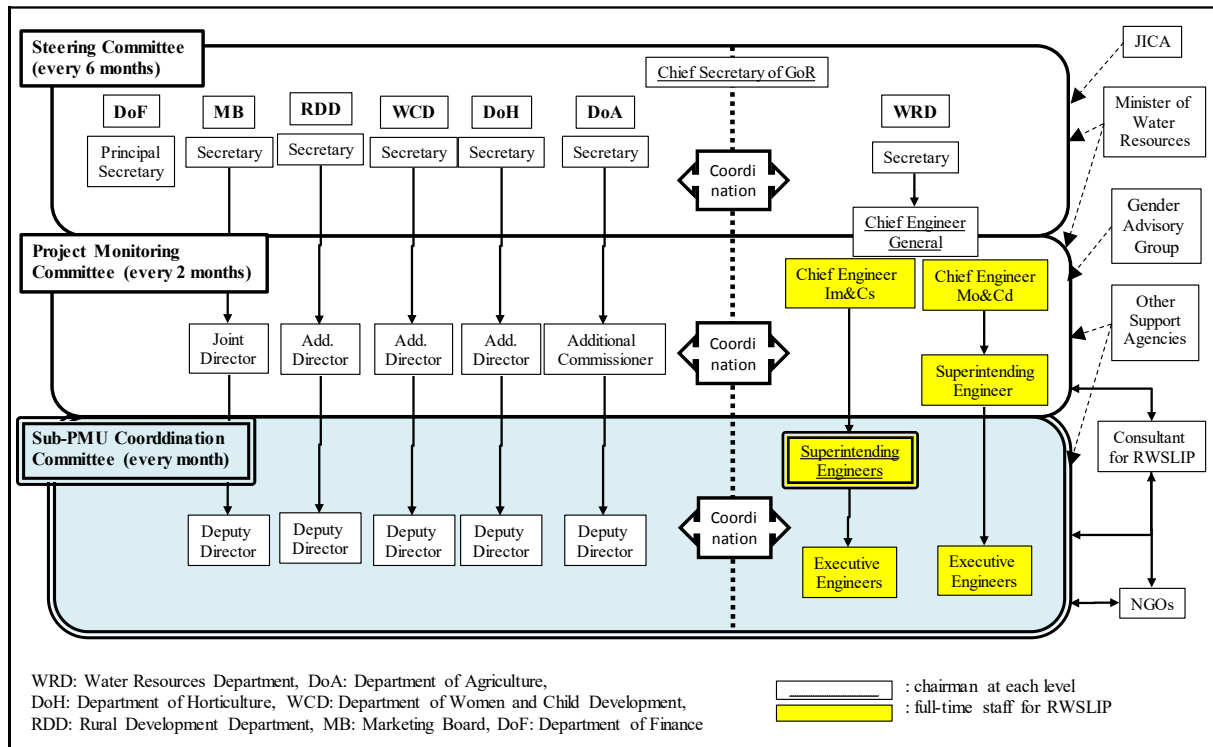 Steering Committee
(every 6 months)
Chief Secretary of GoR
JICA
DoF
MB
RDD
WCD
DoH
DoA
WRD
Minister of
Water
Resources
Principal
Secretary
Secretary
Secretary
Secretary
Secretary
Secretary
Secretary
Coordi
nation
Chief Engineer
General
Gender
Advisory
Group
Project Monitoring
Committee (every 2 months)
Chief Engineer
Im&Cs
Chief Engineer
Mo&Cd
Joint
Director
Add.
Director
Add.
Director
Add.
Director
Additional
Commissioner
Coordi
nation
Superintending
Engineer
Other
Support
Agencies
Sub-PMU Coorddination
Committee (every month)
Superintending
Engineers
Consultant
for RWSLIP
Deputy
Director
Deputy
Director
Deputy
Director
Deputy
Director
Deputy
Director
Coordi
nation
Executive
Engineers
Executive
Engineers
NGOs
WRD: Water Resources Department, DoA: Department of Agriculture,
DoH: Department of Horticulture, WCD: Department of Women and Child Development,
RDD: Rural Development Department, MB: Marketing Board, DoF: Department of Finance
: chairman at each level
: full-time staff for RWSLIP